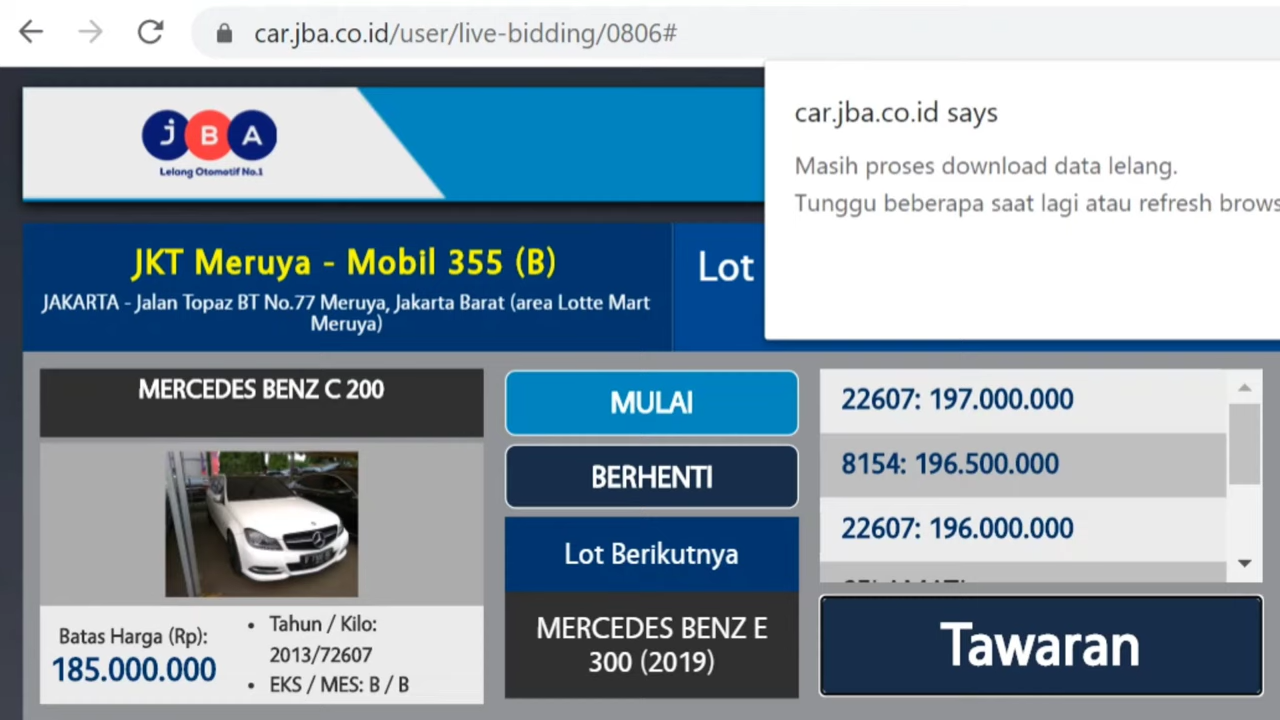 car.jba.co.id/user/live-bidding/0806#
car.jba.co.id says
Masih proses download data lelang.
Tunggu beberapa saat lagi atau refresh
JBA
Lelang Otomotif No.1
JKT Meruya - Mobil 355 (B)
JAKARTA - Jalan Topaz BT No.77 Meruya, Jakarta Barat (area Lotte Mart
Meruya)
Lot
MERCEDES BENZ C 200
Batas Harga (Rp):
185.000.000
• Tahun / Kilo:
2013/72607
• EKS / MES: B / B
MULAI
BERHENTI
Lot Berikutnya
MERCEDES BENZ E
300 (2019)
22607: 197.000.000
8154: 196.500.000
22607: 196.000.000
Tawaran